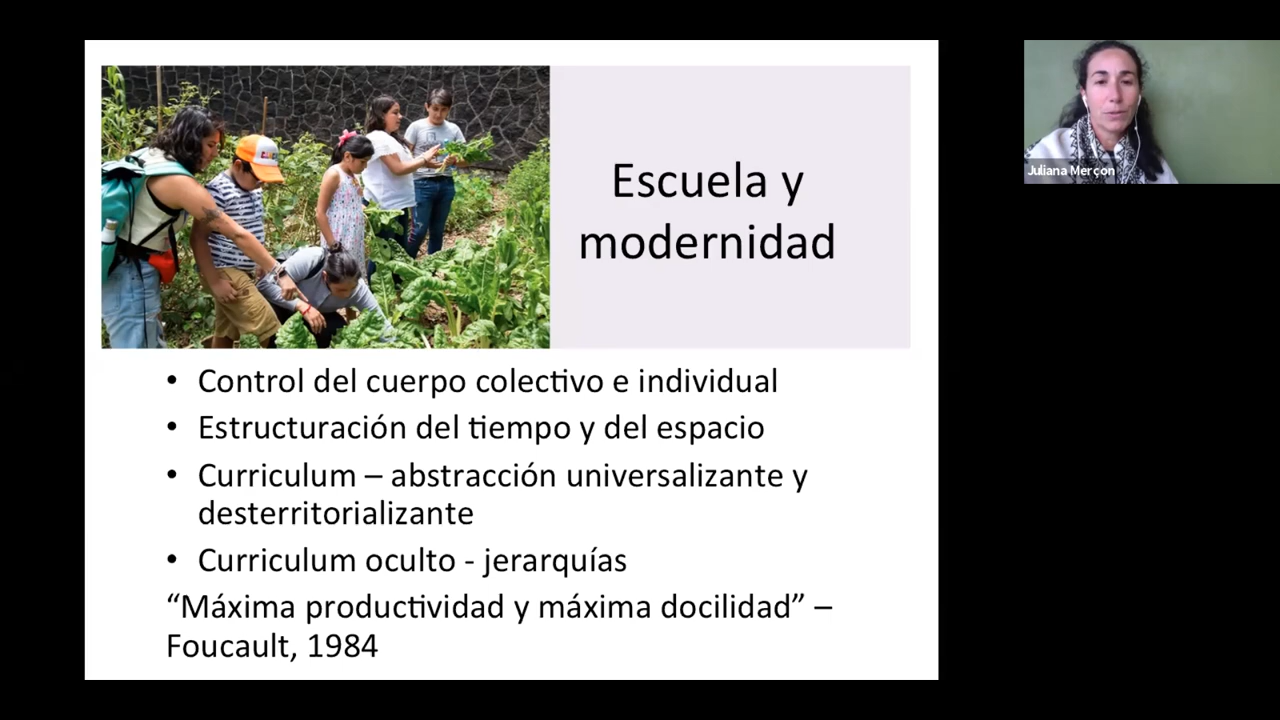 Escuela y
modernidad
Juliana Merçon
• Control del cuerpo colectivo e individual
• Estructuración del tiempo y del espacio
• Curriculum – abstracción universalizante y
desterritorializante
• Curriculum oculto - jerarquías
“Máxima productividad y máxima docilidad” –
Foucault, 1984